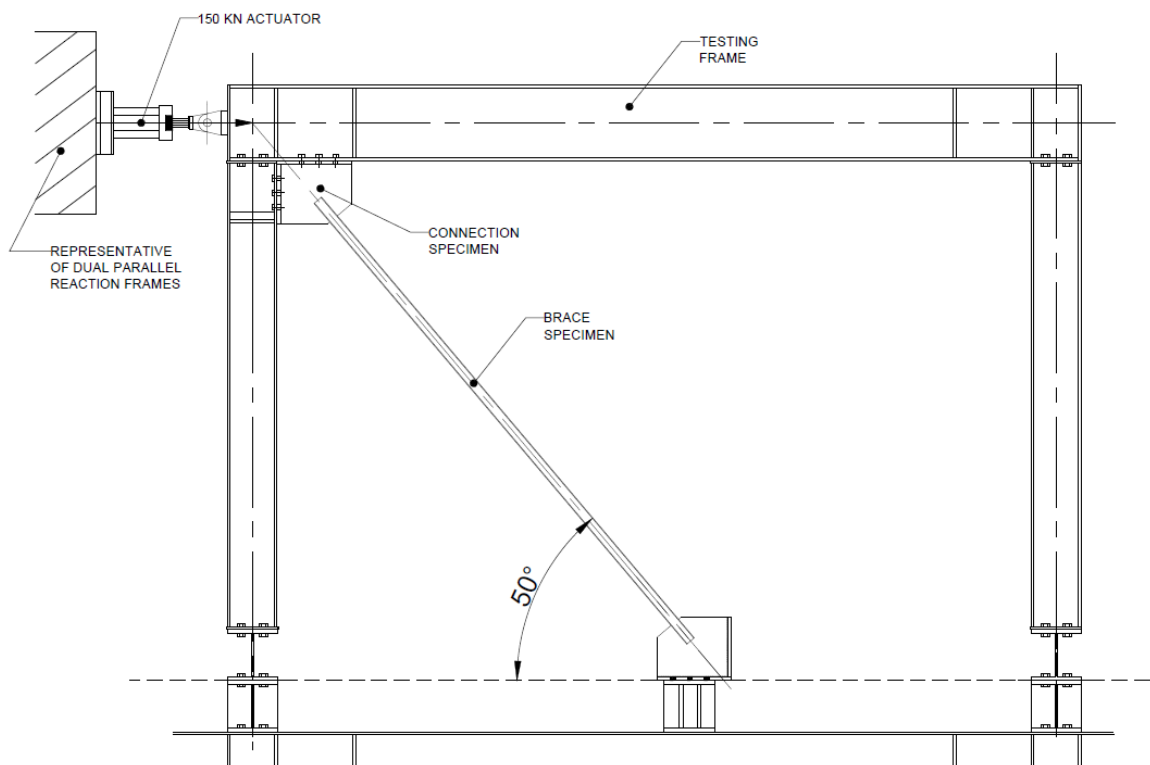 150 KN ACTUATOR
TESTING
FRAME
REPRESENTATIVE
OF DUAL PARALLEL
REACTION FRAMES
CONNECTION
SPECIMEN
BRACE
SPECIMEN
50°